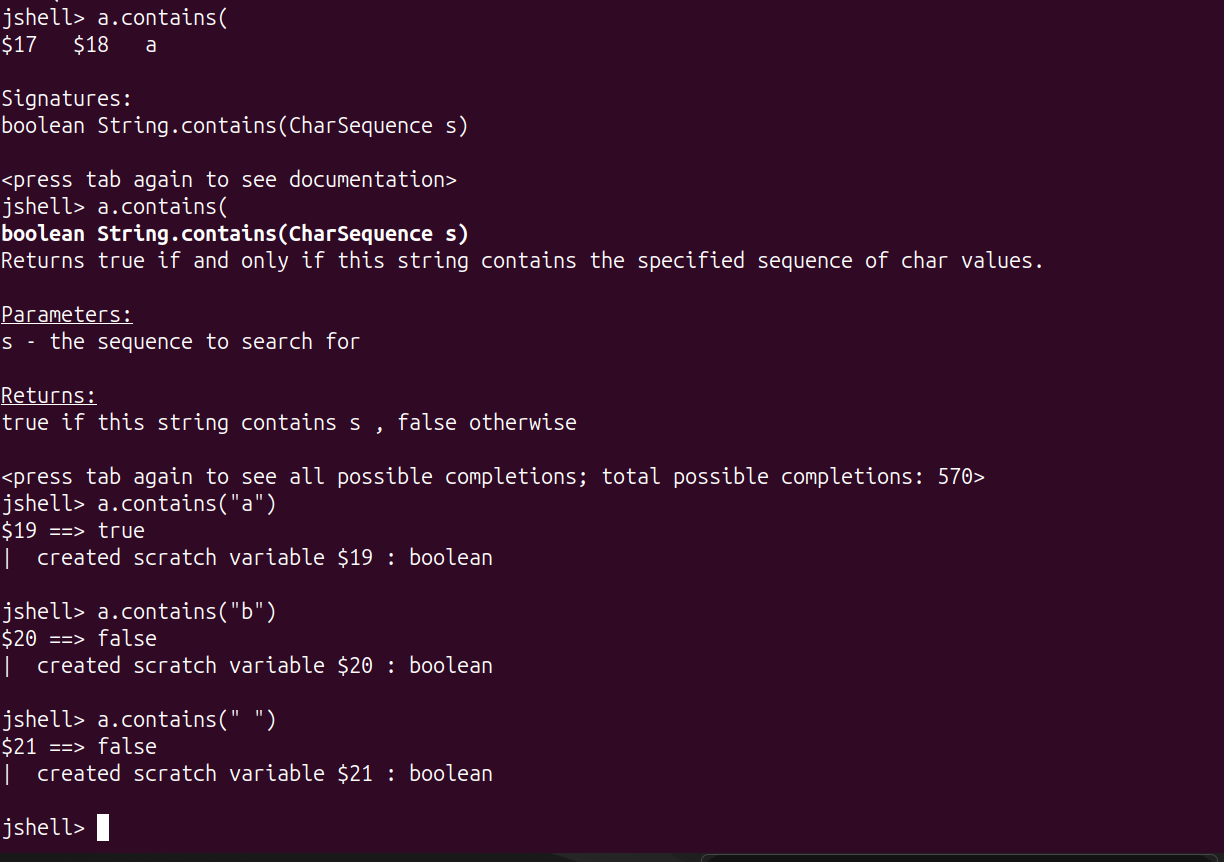 jshell> a.contains(
$17   $18   a
Signatures:
boolean String.contains(CharSequence s)
<press tab again to see documentation>
jshell> a.contains(
boolean String.contains(CharSequence s)
Returns true if and only if this string contains the specified sequence of char values.
Parameters:
s - the sequence to search for
Returns:
true if this string contains s , false otherwise
<press tab again to see all possible completions; total possible completions: 570>
jshell> a.contains("a")
$19 ==> true
|  created scratch variable $19 : boolean
jshell> a.contains("b")
$20 ==> false
|  created scratch variable $20 : boolean
jshell> a.contains(" ")
$21 ==> false
|  created scratch variable $21 : boolean
jshell>